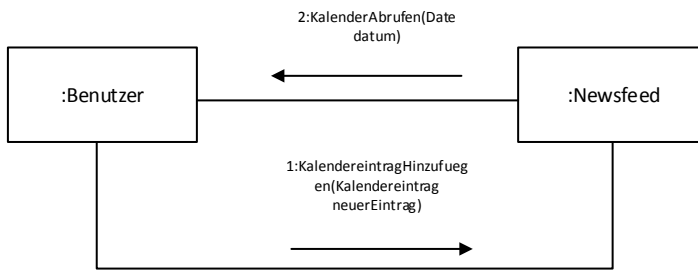 2:KalenderAbrufen(Date
datum)
:Benutzer
:Newsfeed
1:KalendereintragHinzufueg
en(Kalendereintrag
neuerEintrag)